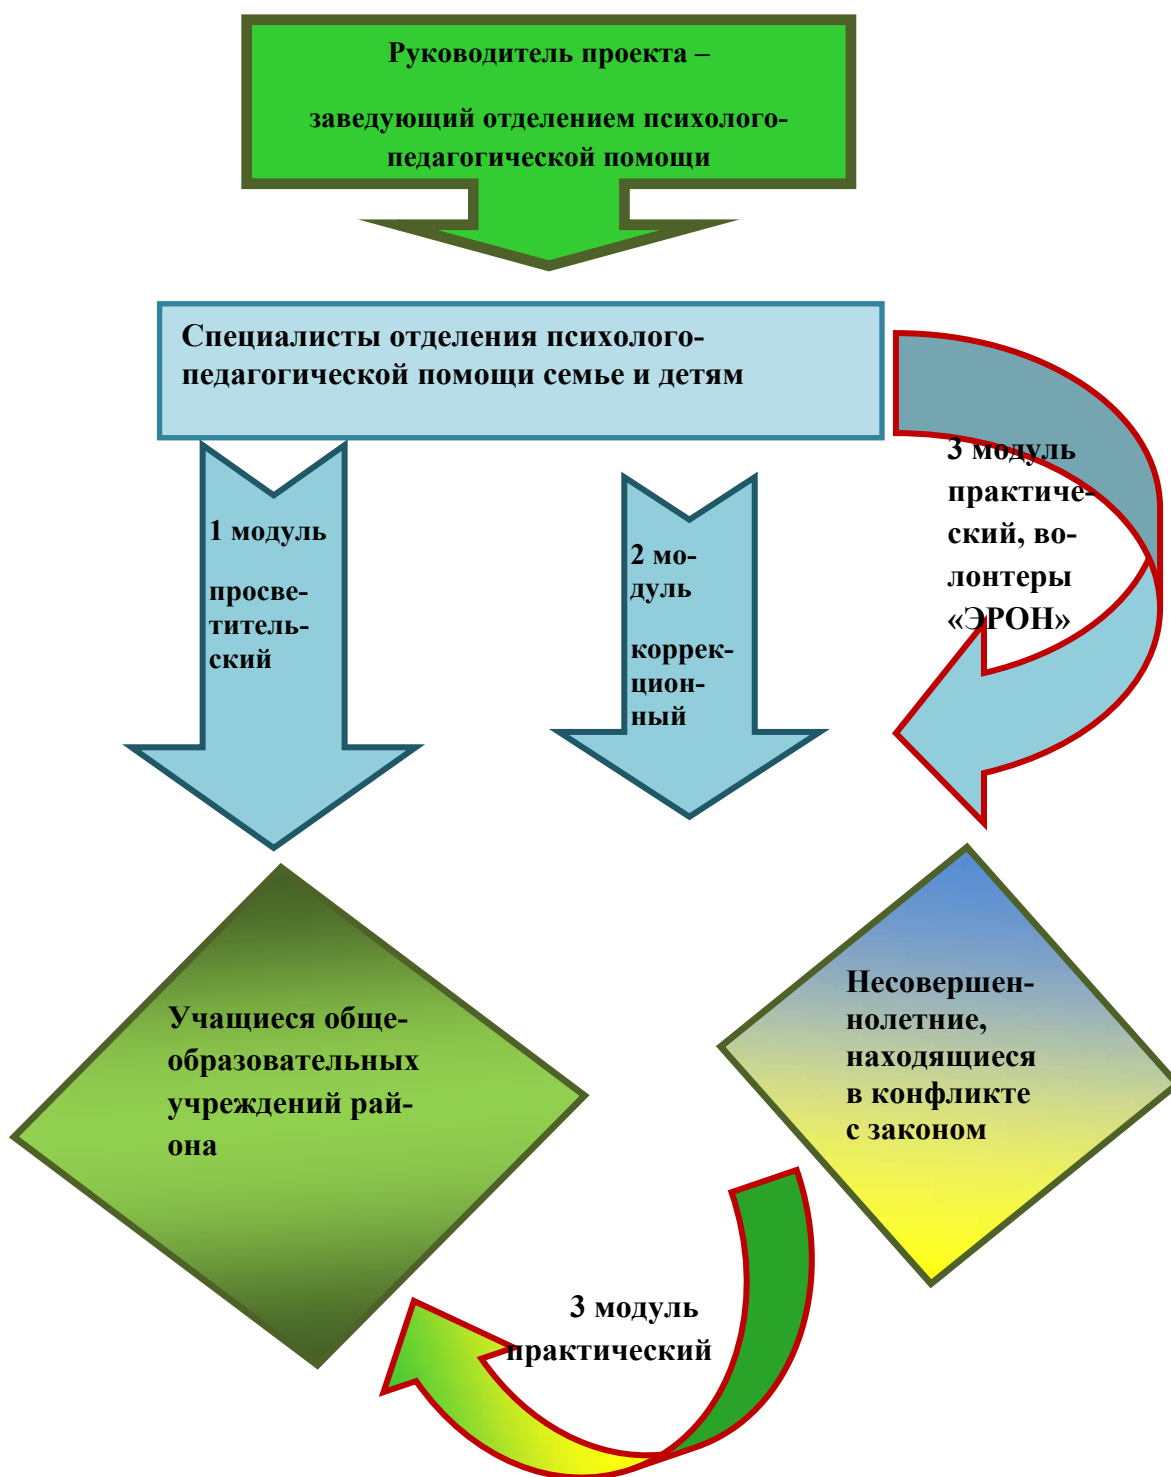 Руководитель проекта –
заведующий отделением психолого-
педагогической помощи
Специалисты отделения психолого-
педагогической помощи семье и детям
1 модуль
просве-
титель-
ский
2 мо-
дуль
коррек-
цион-
ный
3 модуль
практиче-
ский, во-
лонтеры
«ЭРОН»
Учащиеся обще-
образовательных
учреждений рай-
она
Несовершен-
нолетние,
находящиеся
в конфликте
с законом
3 модуль
практический